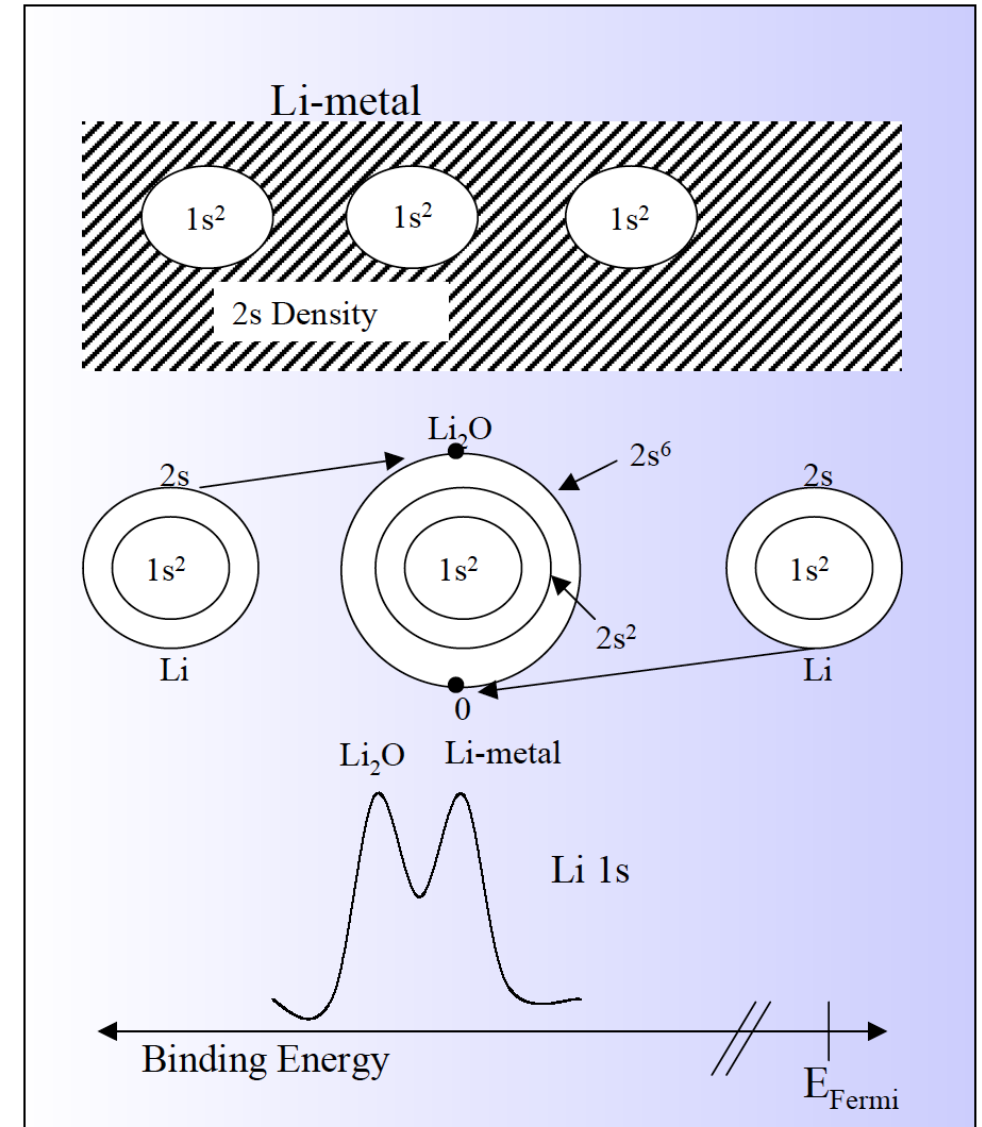 Li-metal
1s² 1s² 1s²
2s Density
Li₂O
2s⁶
2s 2s
1s² 1s² 1s²
2s²
Li Li
0
Li₂O Li-metal
Li 1s
Binding Energy
E_Fermi